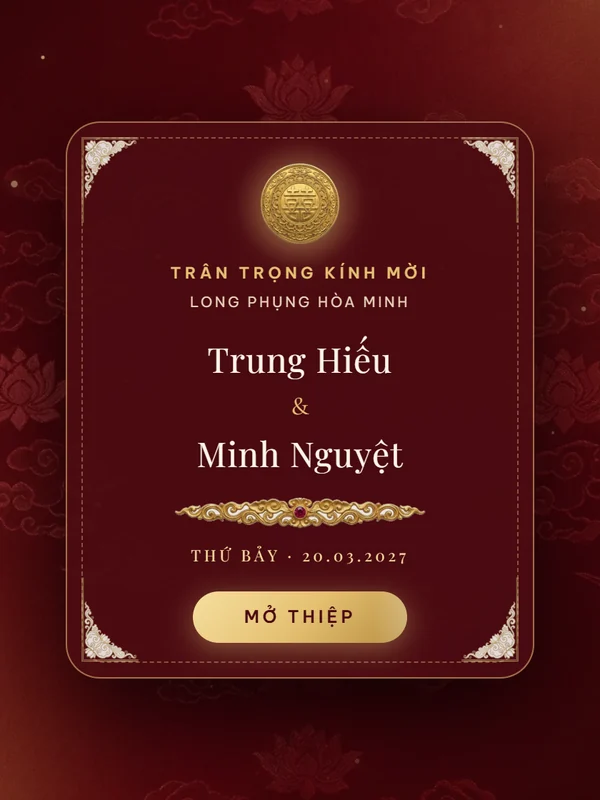 TRÂN TRỌNG KÍNH MỜI
LONG PHỤNG HÒA MINH
Trung Hiếu
&
Minh Nguyệt
THỨ BẢY · 20.03.2027
MỞ THIỆP